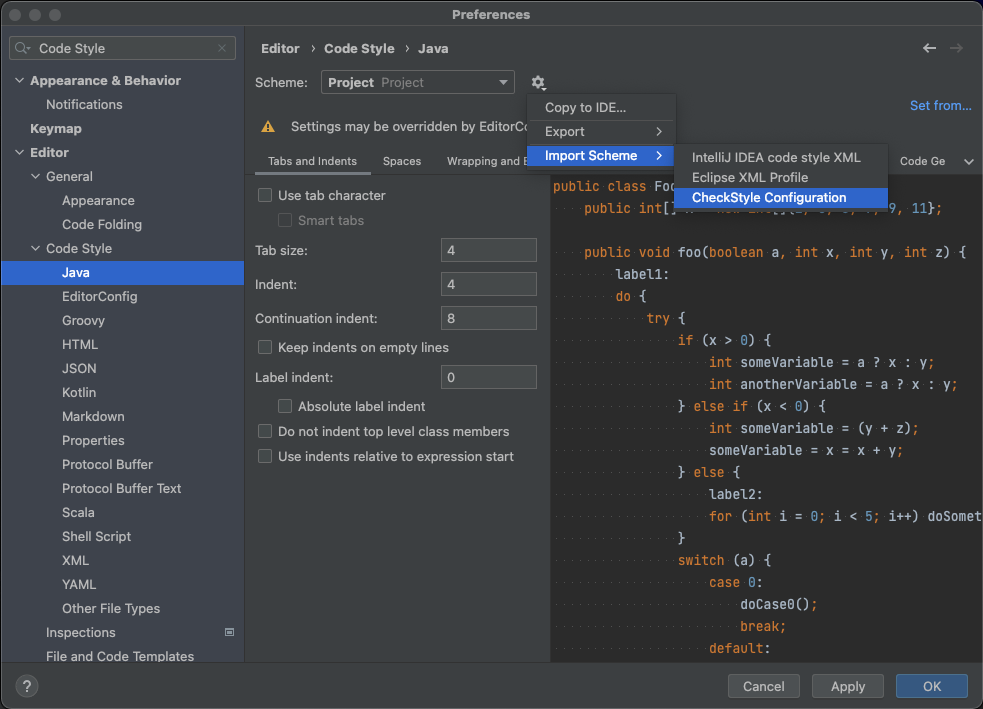 Preferences
Code Style
Editor › Code Style › Java
Appearance & Behavior
Notifications
Keymap
Editor
General
Appearance
Code Folding
Code Style
Java
EditorConfig
Groovy
HTML
JSON
Kotlin
Markdown
Properties
Protocol Buffer
Protocol Buffer Text
Scala
Shell Script
XML
YAML
Other File Types
Inspections
File and Code Templates
Scheme: Project Project
Set from...
Settings may be overridden by EditorCo
Copy to IDE...
Export
Import Scheme
IntelliJ IDEA code style XML
Eclipse XML Profile
CheckStyle Configuration
Tabs and Indents Spaces Wrapping and B Code Ge
Use tab character
Smart tabs
Tab size: 4
Indent: 4
Continuation indent: 8
Keep indents on empty lines
Label indent: 0
Absolute label indent
Do not indent top level class members
Use indents relative to expression start
public class Foo
public int[] 9, 11};
public void foo(boolean a, int x, int y, int z) {
label1:
do {
try {
if (x > 0) {
int someVariable = a ? x : y;
int anotherVariable = a ? x : y;
} else if (x < 0) {
int someVariable = (y + z);
someVariable = x = x + y;
} else {
label2:
for (int i = 0; i < 5; i++) doSomet
}
switch (a) {
case 0:
doCase0();
break;
default:
?
Cancel Apply OK